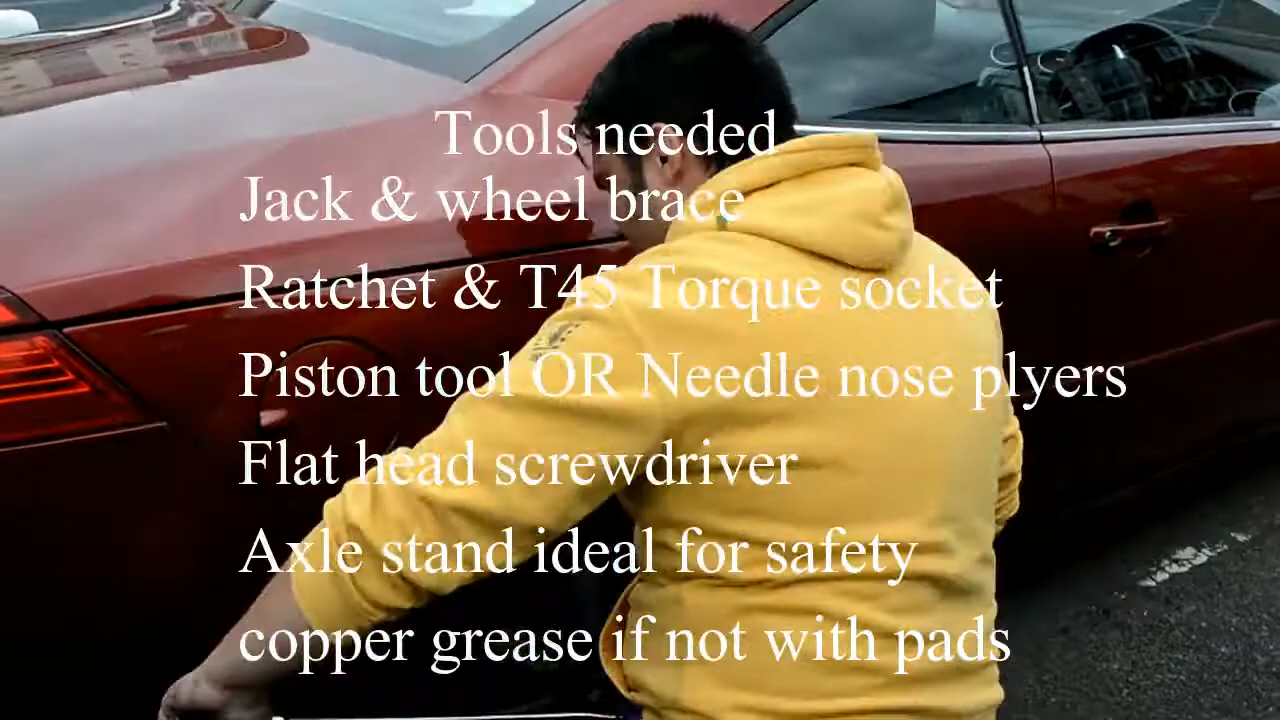 Tools needed
Jack & wheel brace
Ratchet & T45 Torque socket
Piston tool OR Needle nose plyers
Flat head screwdriver
Axle stand ideal for safety
copper grease if not with pads